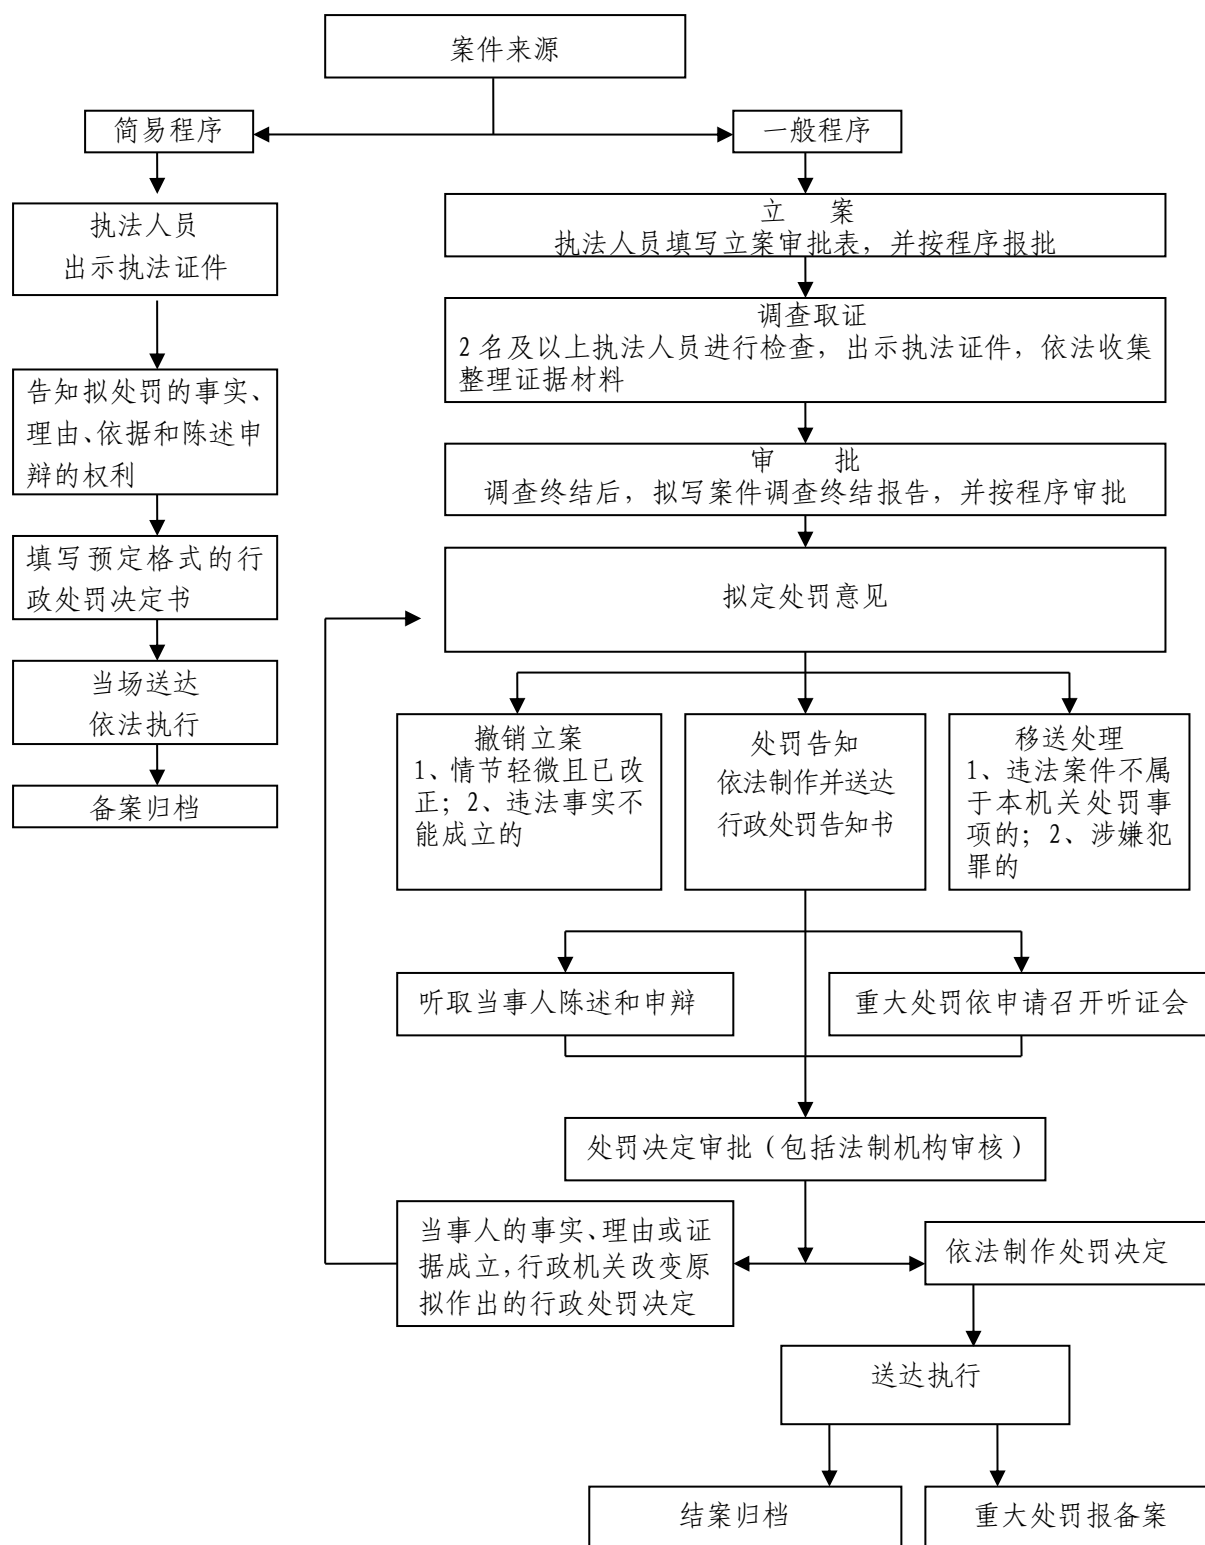 案件来源
简易程序
一般程序
执法人员
出示执法证件
告知拟处罚的事实、
理由、依据和陈述申
辩的权利
填写预定格式的行
政处罚决定书
当场送达
依法执行
备案归档
立 案
执法人员填写立案审批表，并按程序报批
调查取证
2 名及以上执法人员进行检查，出示执法证件，依法收集
整理证据材料
审 批
调查终结后，拟写案件调查终结报告，并按程序审批
拟定处罚意见
撤销立案
1、情节轻微且已改
正；2、违法事实不
能成立的
处罚告知
依法制作并送达
行政处罚告知书
移送处理
1、违法案件不属
于本机关处罚事
项的；2、涉嫌犯
罪的
听取当事人陈述和申辩
重大处罚依申请召开听证会
处罚决定审批（包括法制机构审核）
当事人的事实、理由或证
据成立,行政机关改变原
拟作出的行政处罚决定
依法制作处罚决定
送达执行
结案归档
重大处罚报备案